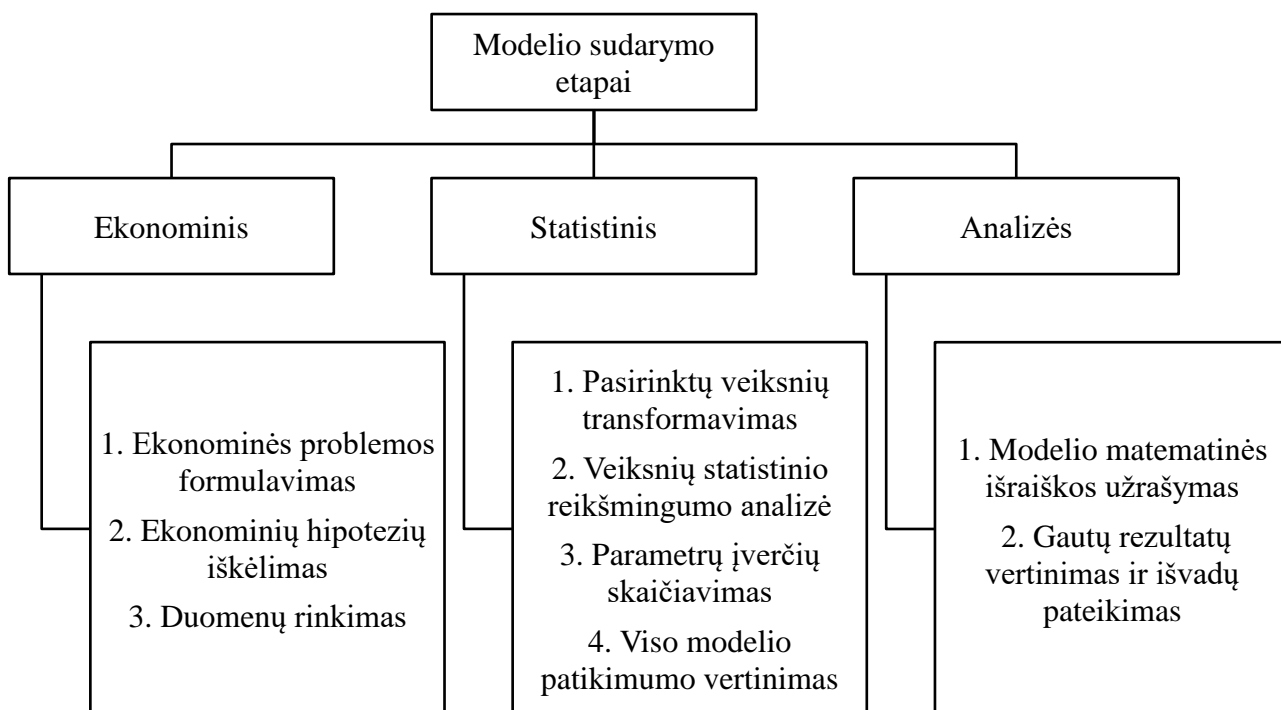 Modelio sudarymo
etapai
Ekonominis
Statistinis
Analizės
1. Ekonominės problemos
formulavimas
2. Ekonominių hipotezių
iškėlimas
3. Duomenų rinkimas
1. Pasirinktų veiksnių
transformavimas
2. Veiksnių statistinio
reikšmingumo analizė
3. Parametrų įverčių
skaičiavimas
4. Viso modelio
patikimumo vertinimas
1. Modelio matematinės
išraiškos užrašymas
2. Gautų rezultatų
vertinimas ir išvadų
pateikimas